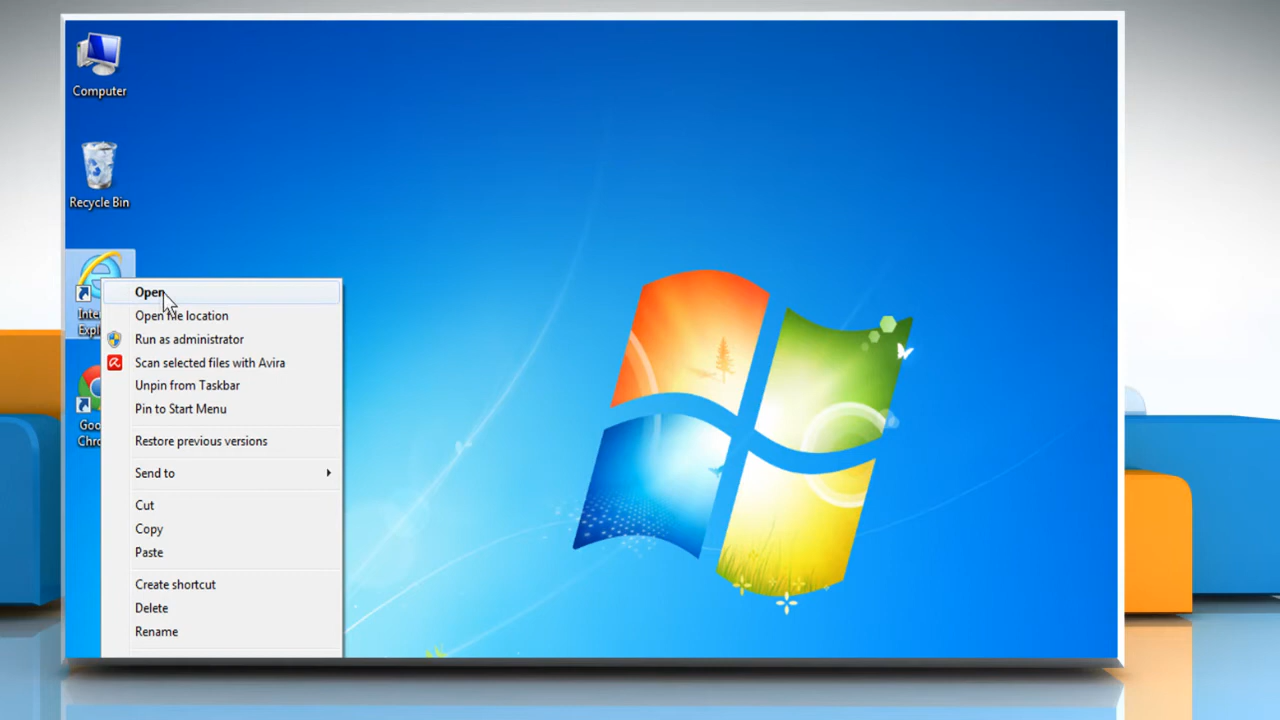 Computer
Recycle Bin
Open
Open file location
Run as administrator
Scan selected files with Avira
Unpin from Taskbar
Pin to Start Menu
Restore previous versions
Send to
Cut
Copy
Paste
Create shortcut
Delete
Rename